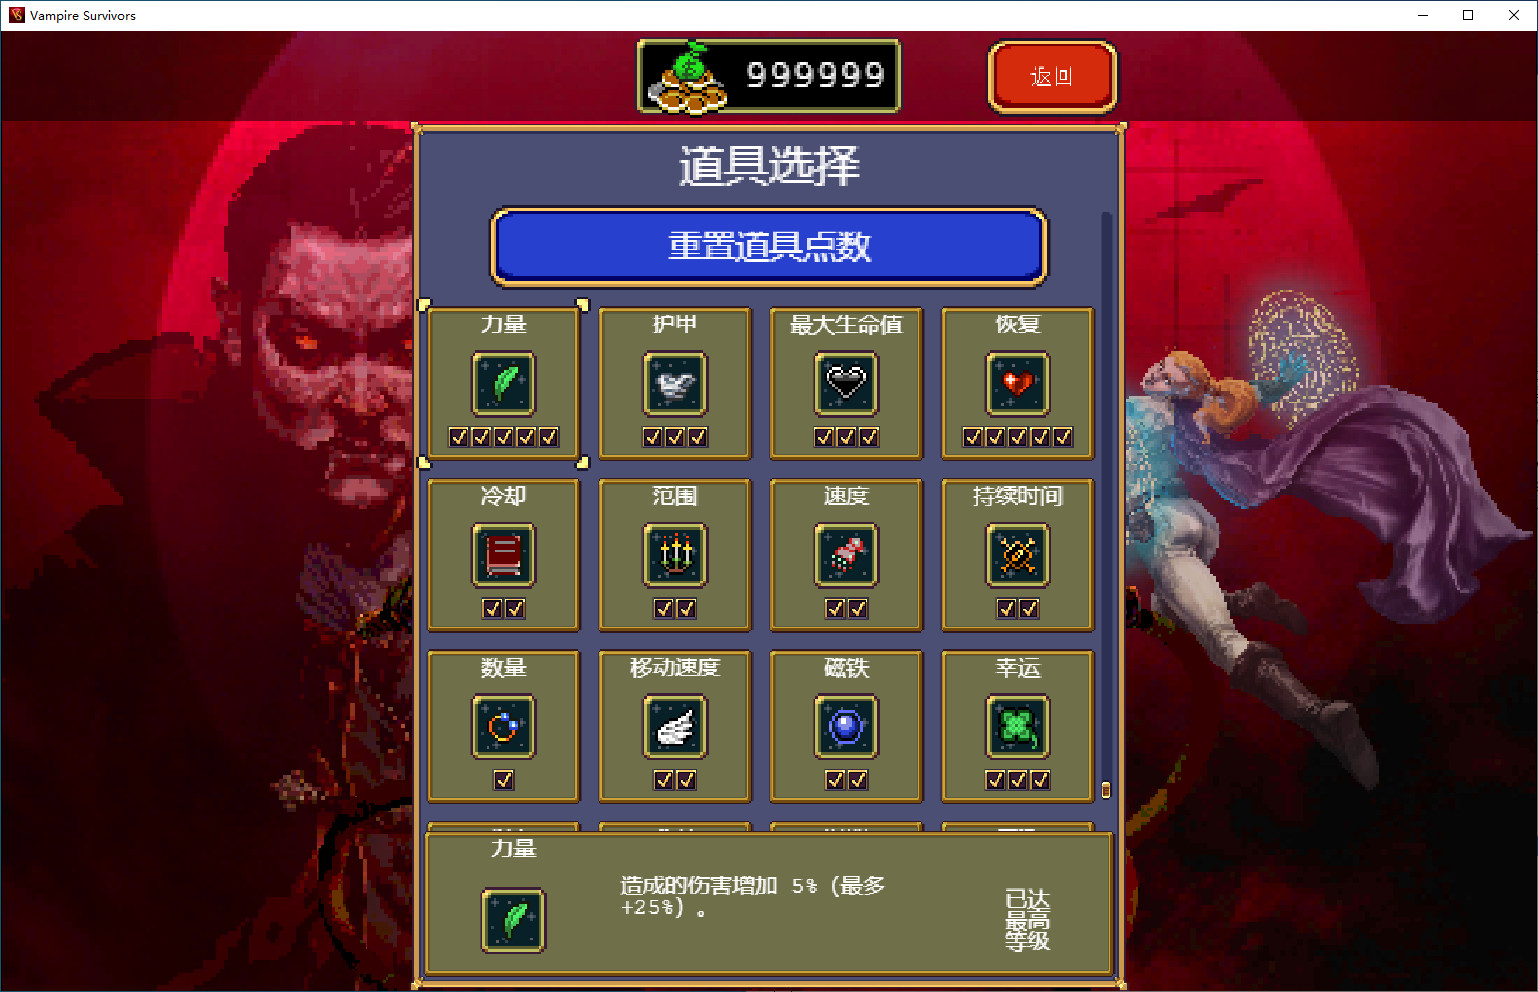 Vampire Survivors
999999
返回
道具选择
重置道具点数
力量
护甲
最大生命值
恢复
冷却
范围
速度
持续时间
数量
移动速度
磁铁
幸运
力量
造成的伤害增加 5% (最多
+25%) 。
已达
最高
等级